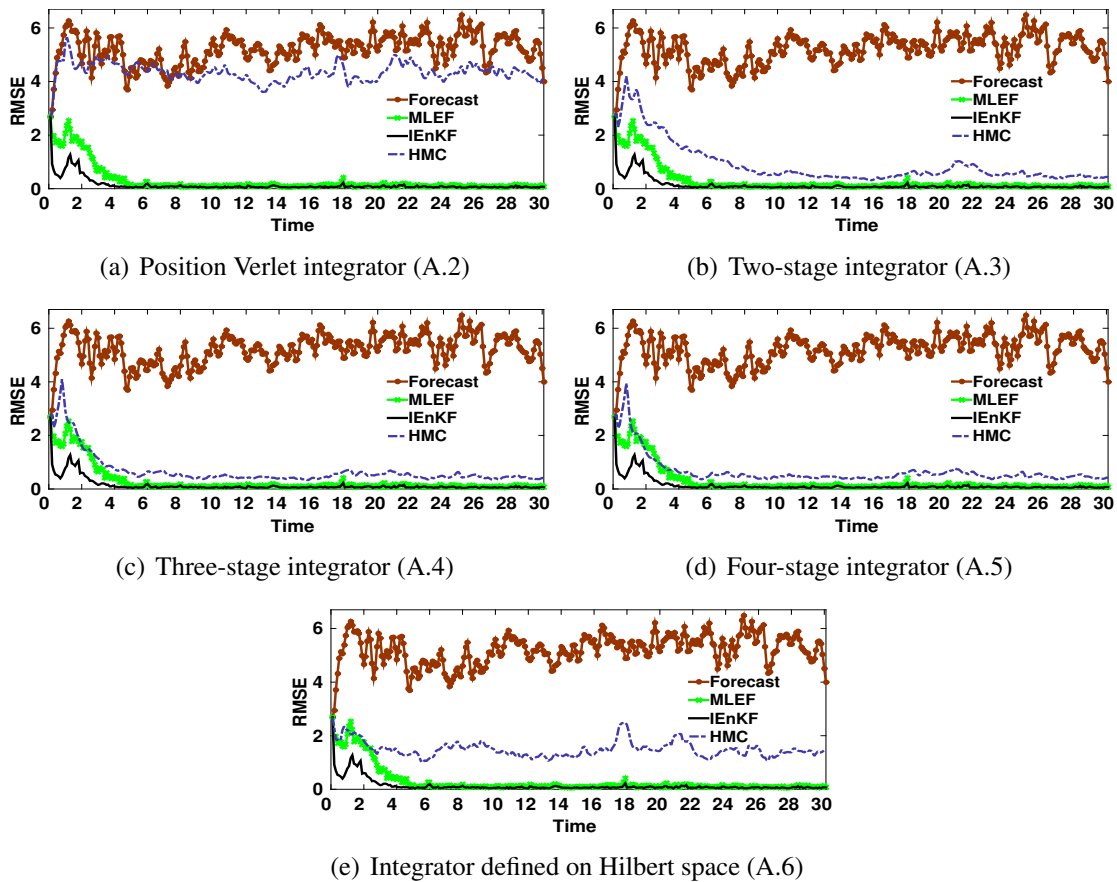 6
4
2
0
RMSE
Forecast
MLEF
IEnKF
HMC
0 2 4 6 8 10 12 14 16 18 20 22 24 26 28 30
Time
(a) Position Verlet integrator (A.2)
6
4
2
0
RMSE
Forecast
MLEF
IEnKF
HMC
0 2 4 6 8 10 12 14 16 18 20 22 24 26 28 30
Time
(b) Two-stage integrator (A.3)
6
4
2
0
RMSE
Forecast
MLEF
IEnKF
HMC
0 2 4 6 8 10 12 14 16 18 20 22 24 26 28 30
Time
(c) Three-stage integrator (A.4)
6
4
2
0
RMSE
Forecast
MLEF
IEnKF
HMC
0 2 4 6 8 10 12 14 16 18 20 22 24 26 28 30
Time
(d) Four-stage integrator (A.5)
6
4
2
0
RMSE
Forecast
MLEF
IEnKF
HMC
0 2 4 6 8 10 12 14 16 18 20 22 24 26 28 30
Time
(e) Integrator defined on Hilbert space (A.6)